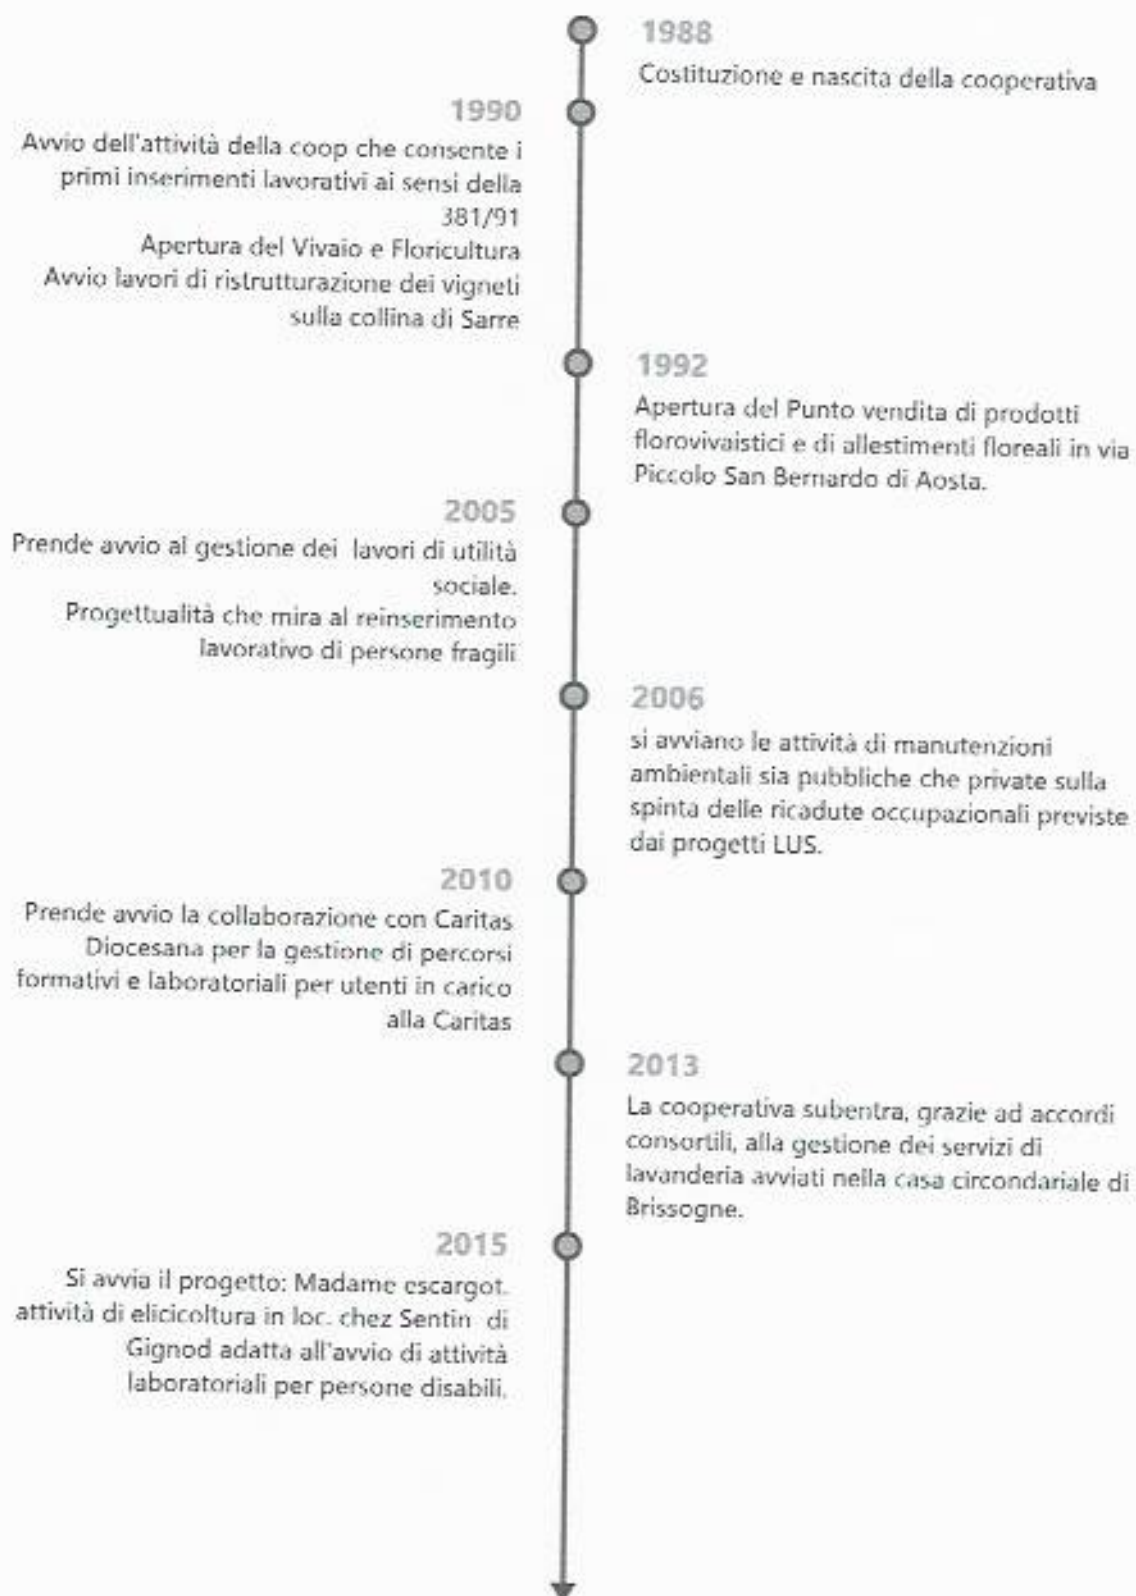 1988
Costituzione e nascita della cooperativa
1990
Avvio dell'attività della coop che consente i
primi inserimenti lavorativi ai sensi della
381/91
Apertura del Vivaio e Floricultura
Avvio lavori di ristrutturazione dei vigneti
sulla collina di Sarre
1992
Apertura del Punto vendita di prodotti
florovivaistici e di allestimenti floreali in via
Piccolo San Bernardo di Aosta.
2005
Prende avvio al gestione dei lavori di utilità
sociale.
Progettualità che mira al reinserimento
lavorativo di persone fragili
2006
si avviano le attività di manutenzioni
ambientali sia pubbliche che private sulla
spinta delle ricadute occupazionali previste
dai progetti LUS.
2010
Prende avvio la collaborazione con Caritas
Diocesana per la gestione di percorsi
formativi e laboratoriali per utenti in carico
alla Caritas
2013
La cooperativa subentra, grazie ad accordi
consortili, alla gestione dei servizi di
lavanderia avviati nella casa circondariale di
Brissogne.
2015
Si avvia il progetto: Madame escargot.
attività di elicicoltura in loc. chez Sentin di
Gignod adatta all'avvio di attività
laboratoriali per persone disabili.